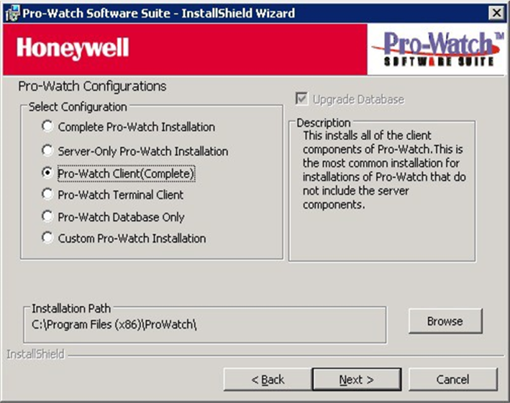 Pro-Watch Software Suite - InstallShield Wizard
Honeywell
Pro-Watch™
SOFTWARE SUITE
Pro-Watch Configurations
Select Configuration
Complete Pro-Watch Installation
Server-Only Pro-Watch Installation
Pro-Watch Client(Complete)
Pro-Watch Terminal Client
Pro-Watch Database Only
Custom Pro-Watch Installation
Upgrade Database
Description
This installs all of the client
components of Pro-Watch.This is
the most common installation for
installations of Pro-Watch that do
not include the server
components.
Installation Path
C:\Program Files (x86)\ProWatch\
Browse
InstallShield
< Back
Next >
Cancel